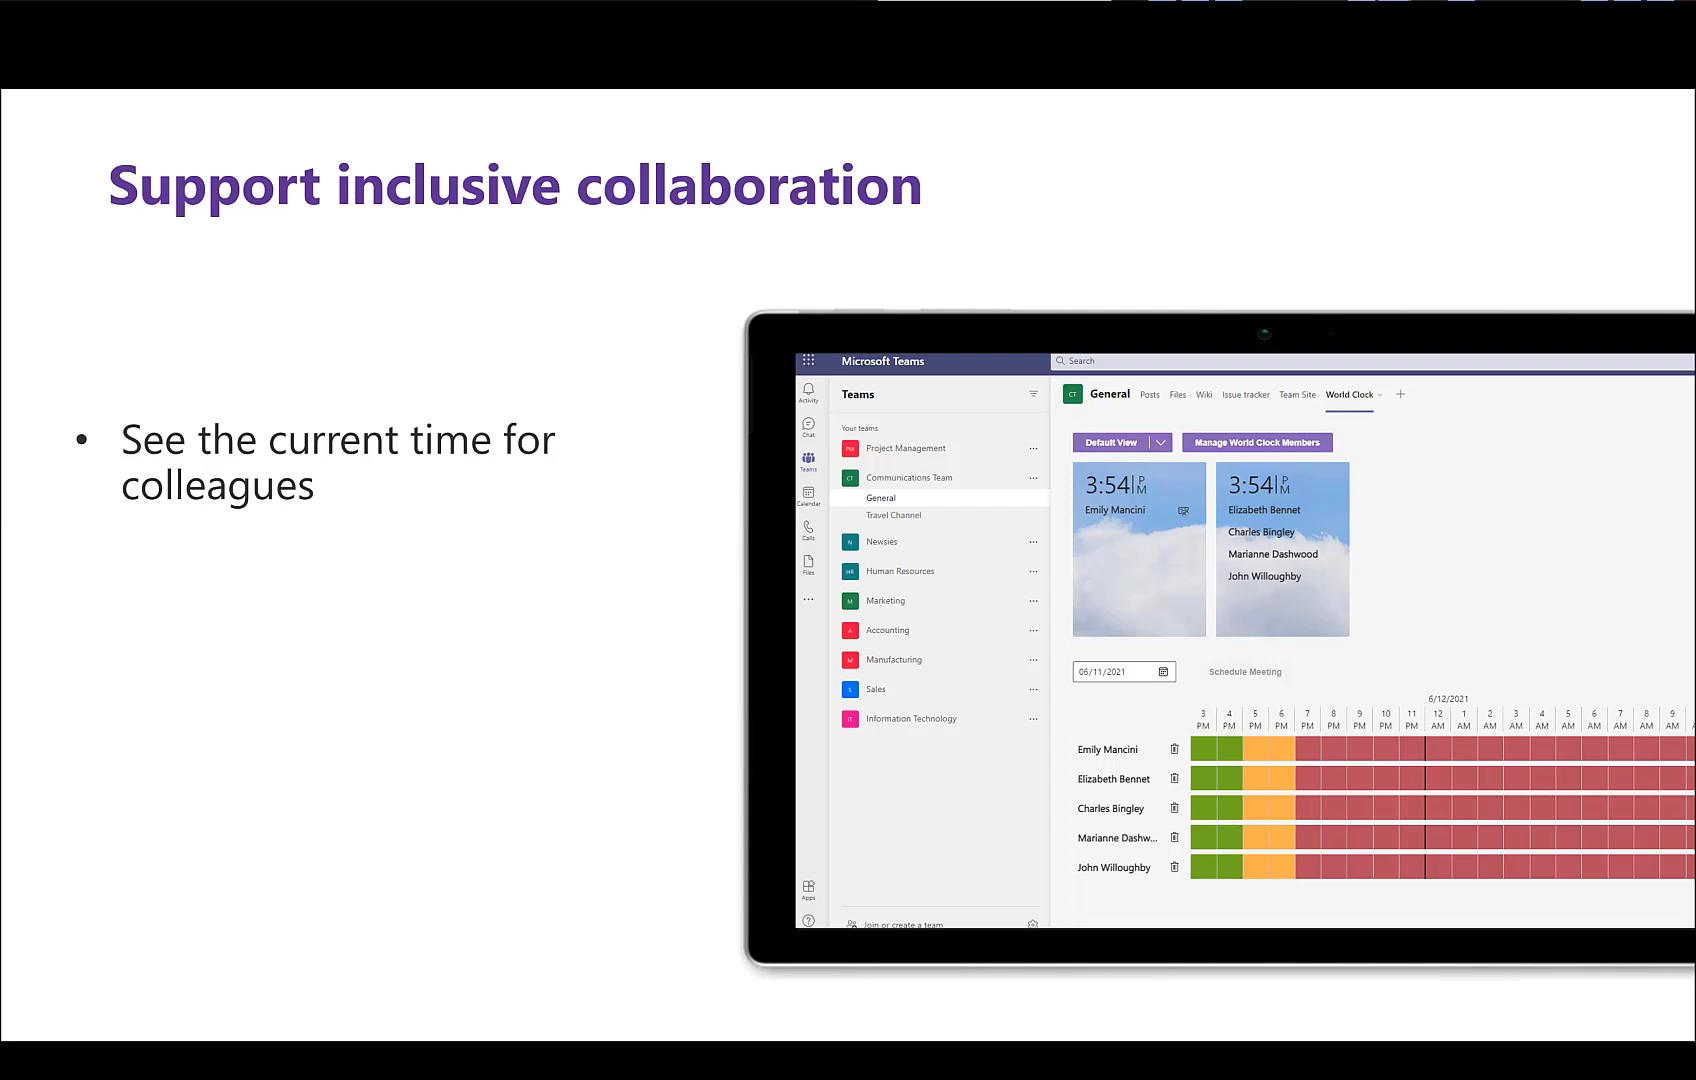 Support inclusive collaboration
• See the current time for
colleagues
Microsoft Teams
Search
Activity
Chat
Teams
Calendar
Calls
Files
Apps
Teams
Your teams
PM Project Management
CT Communications Team
General
Travel Channel
N Newsies
HR Human Resources
M Marketing
A Accounting
M Manufacturing
S Sales
IT Information Technology
Join or create a team
CT General Posts Files Wiki Issue tracker Team Site World Clock
Default View Manage World Clock Members
3:54 PM
Emily Mancini
3:54 PM
Elizabeth Bennet
Charles Bingley
Marianne Dashwood
John Willoughby
06/11/2021 Schedule Meeting
6/12/2021
3 4 5 6 7 8 9 10 11 12 1 2 3 4 5 6 7 8 9
PM PM PM PM PM PM PM PM PM AM AM AM AM AM AM AM AM AM AM
Emily Mancini
Elizabeth Bennet
Charles Bingley
Marianne Dashw...
John Willoughby